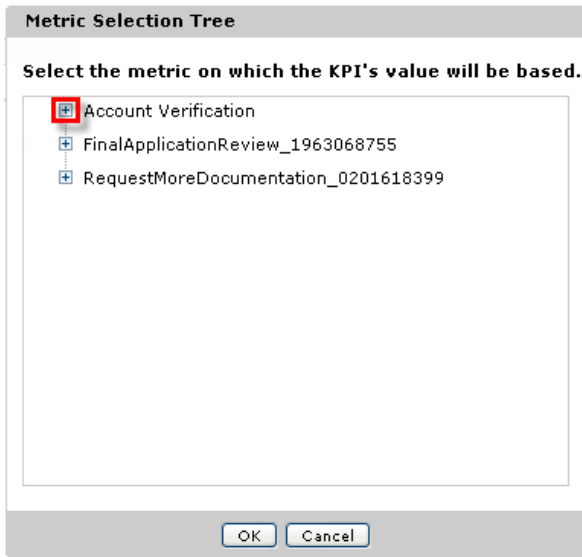 Metric Selection Tree
Select the metric on which the KPI's value will be based.
Account Verification
FinalApplicationReview_1963068755
RequestMoreDocumentation_0201618399
OK Cancel